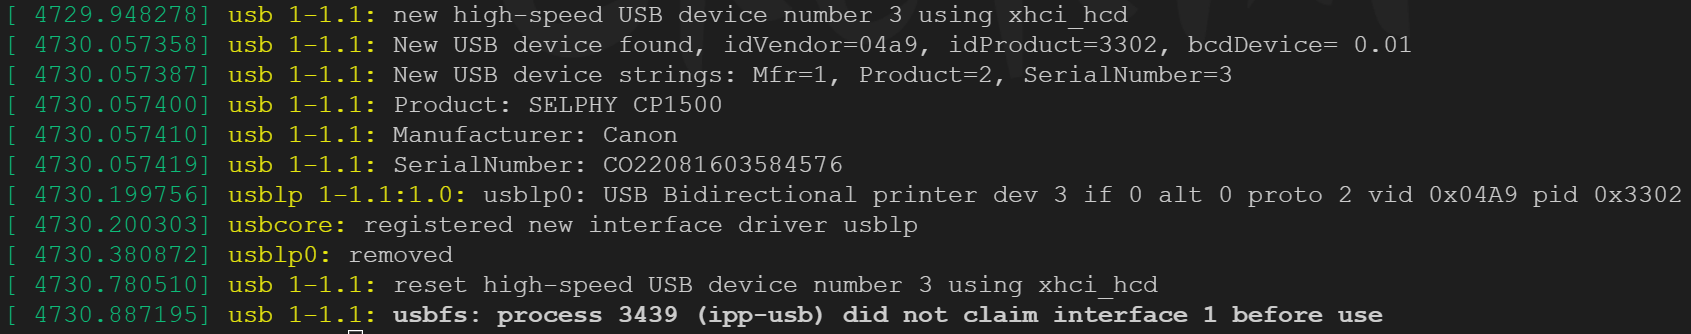 [ 4729.948278] usb 1-1.1: new high-speed USB device number 3 using xhci_hcd
[ 4730.057358] usb 1-1.1: New USB device found, idVendor=04a9, idProduct=3302, bcdDevice= 0.01
[ 4730.057387] usb 1-1.1: New USB device strings: Mfr=1, Product=2, SerialNumber=3
[ 4730.057400] usb 1-1.1: Product: SELPHY CP1500
[ 4730.057410] usb 1-1.1: Manufacturer: Canon
[ 4730.057419] usb 1-1.1: SerialNumber: CO22081603584576
[ 4730.199756] usblp 1-1.1:1.0: usblp0: USB Bidirectional printer dev 3 if 0 alt 0 proto 2 vid 0x04A9 pid 0x3302
[ 4730.200303] usbcore: registered new interface driver usblp
[ 4730.380872] usblp0: removed
[ 4730.780510] usb 1-1.1: reset high-speed USB device number 3 using xhci_hcd
[ 4730.887195] usb 1-1.1: usbfs: process 3439 (ipp-usb) did not claim interface 1 before use